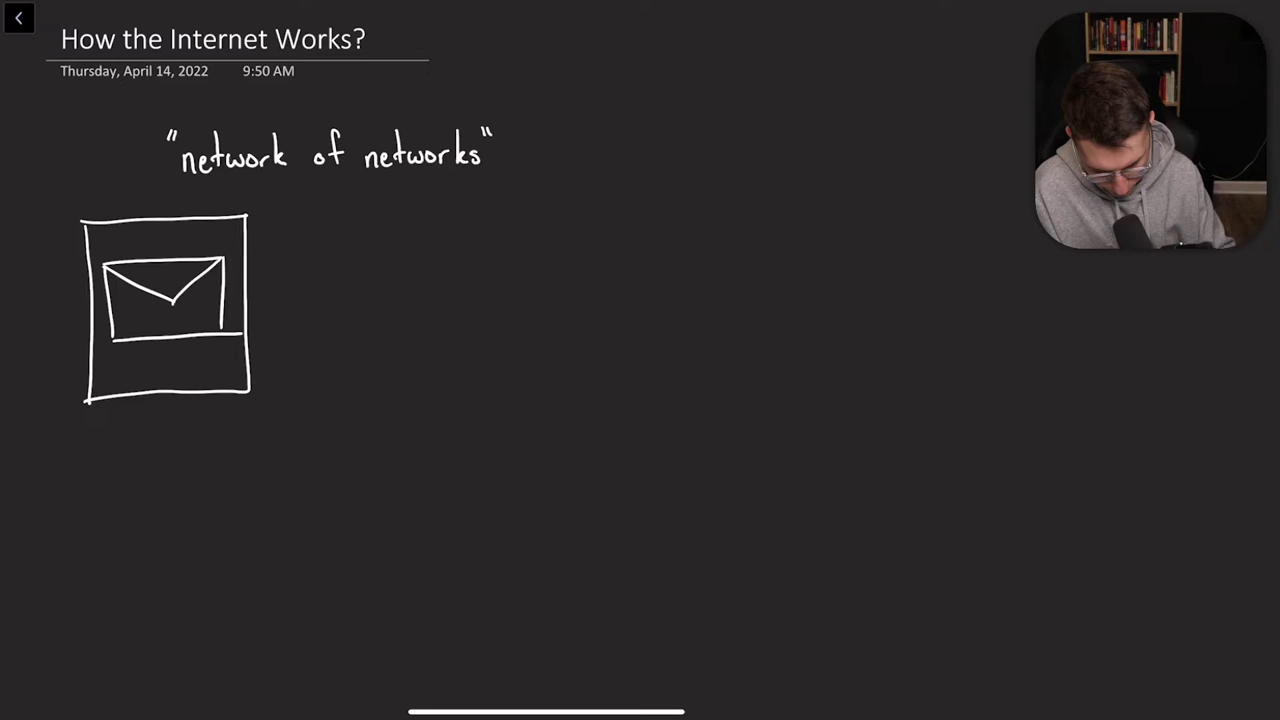 How the Internet Works?
Thursday, April 14, 2022 9:50 AM
"network of networks"